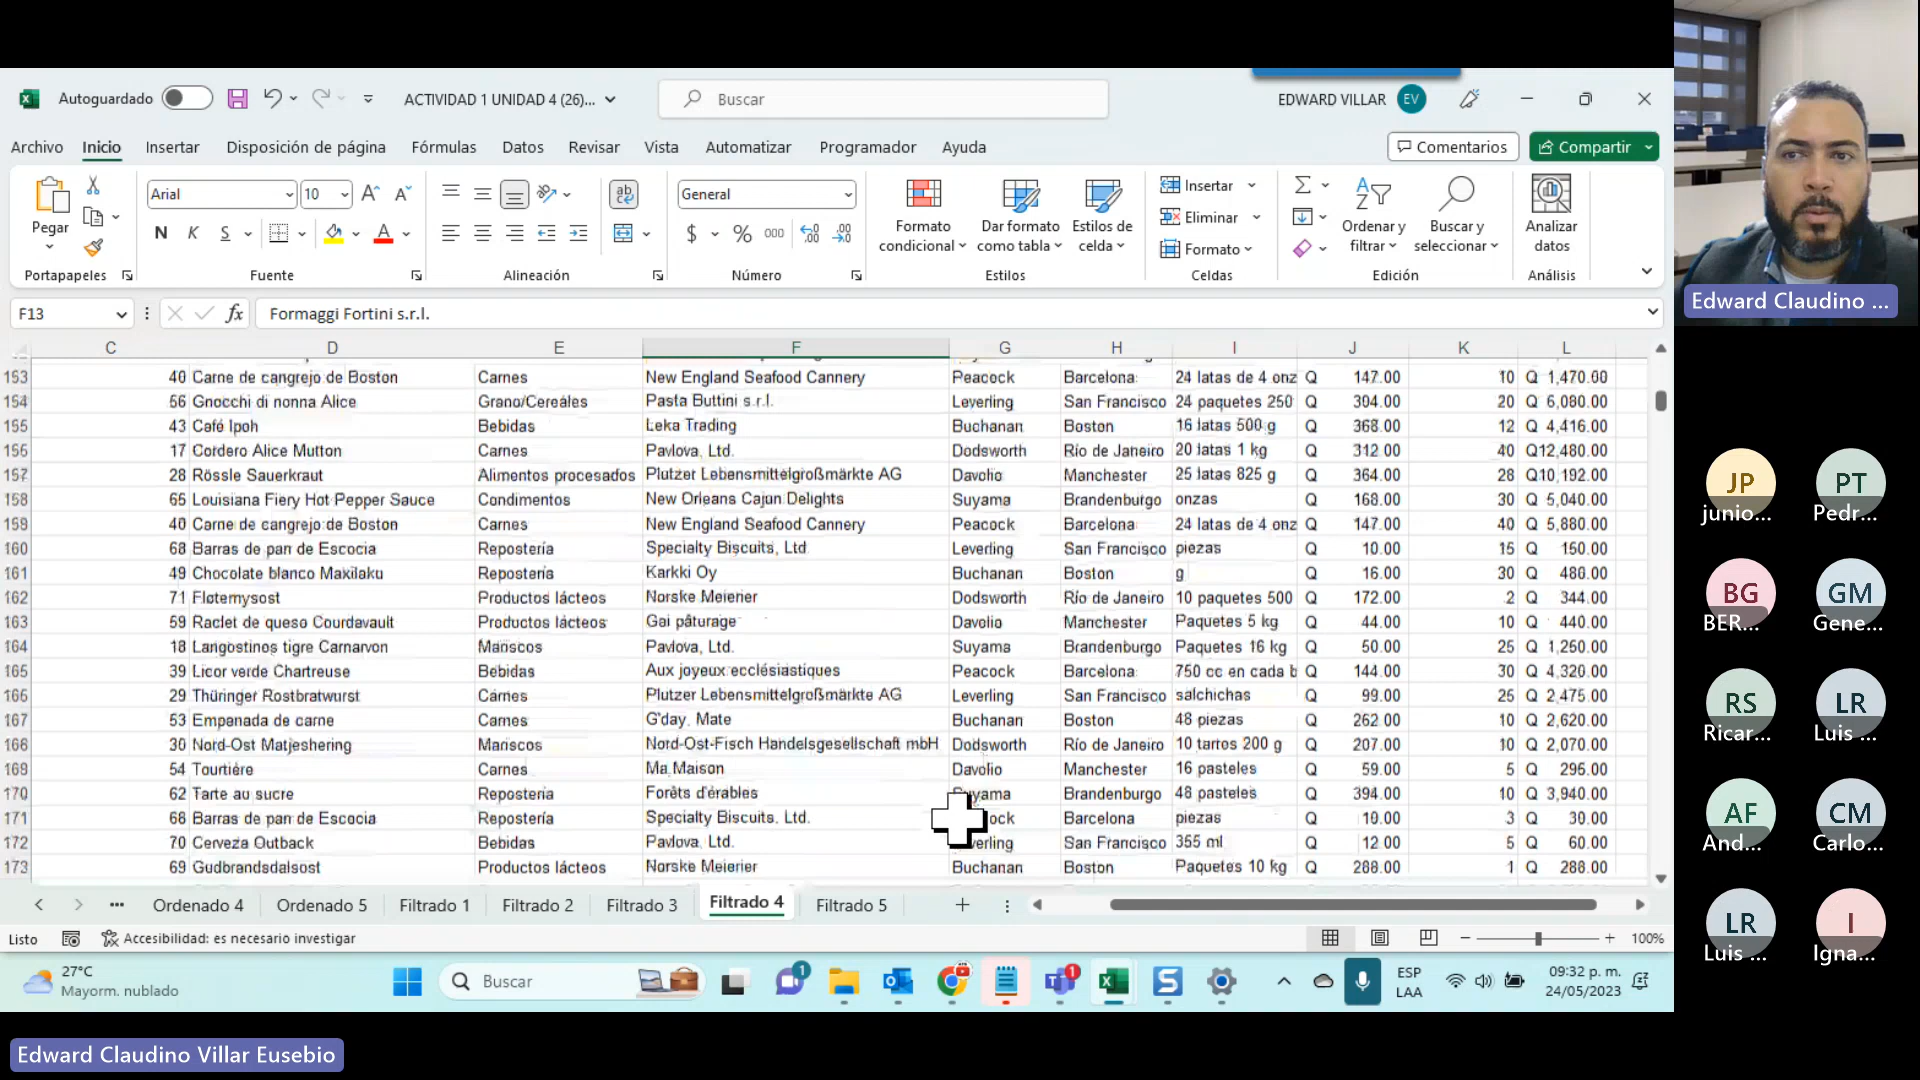 Autoguardado
ACTIVIDAD 1 UNIDAD 4 (26)...
Buscar
EDWARD VILLAR EV
Archivo Inicio Insertar Disposición de página Fórmulas Datos Revisar Vista Automatizar Programador Ayuda
Comentarios Compartir
Pegar
Portapapeles
Arial 10
N K S
Fuente
Alineación
General
$ % 000
Número
Formato condicional
Dar formato como tabla
Estilos de celda
Estilos
Insertar
Eliminar
Formato
Celdas
Ordenar y filtrar
Buscar y seleccionar
Edición
Analizar datos
Análisis
F13 fx Formaggi Fortini s.r.l.
C D E F G H I J K L
153 40 Carne de cangrejo de Boston Carnes New England Seafood Cannery Peacock Barcelona 24 latas de 4 onz Q 147.00 10 Q 1,470.00
154 56 Gnocchi di nonna Alice Grano/Cereales Pasta Buttini s.r.l. Leverling San Francisco 24 paquetes 250 Q 304.00 20 Q 6,080.00
155 43 Café Ipoh Bebidas Leka Trading Buchanan Boston 16 latas 500 g Q 368.00 12 Q 4,416.00
156 17 Cordero Alice Mutton Carnes Pavlova, Ltd. Dodsworth Río de Janeiro 20 latas 1 kg Q 312.00 40 Q12,480.00
157 28 Rössle Sauerkraut Alimentos procesados Plutzer Lebensmittelgroßmärkte AG Davolio Manchester 25 latas 825 g Q 364.00 28 Q10,192.00
158 65 Louisiana Fiery Hot Pepper Sauce Condimentos New Orleans Cajun Delights Suyama Brandenburgo onzas Q 168.00 30 Q 5,040.00
159 40 Carne de cangrejo de Boston Carnes New England Seafood Cannery Peacock Barcelona 24 latas de 4 onz Q 147.00 40 Q 5,880.00
160 68 Barras de pan de Escocia Repostería Specialty Biscuits, Ltd. Leverling San Francisco piezas Q 10.00 15 Q 150.00
161 49 Chocolate blanco Maxilaku Repostería Karkki Oy Buchanan Boston g Q 16.00 30 Q 480.00
162 71 Fløtemysost Productos lácteos Norske Meierier Dodsworth Río de Janeiro 10 paquetes 500 Q 172.00 2 Q 344.00
163 59 Raclet de queso Courdavault Productos lácteos Gai pâturage Davolio Manchester Paquetes 5 kg Q 44.00 10 Q 440.00
164 18 Langostinos tigre Carnarvon Mariscos Pavlova, Ltd. Suyama Brandenburgo Paquetes 16 kg Q 50.00 25 Q 1,250.00
165 39 Licor verde Chartreuse Bebidas Aux joyeux ecclésiastiques Peacock Barcelona 750 cc en cada b Q 144.00 30 Q 4,320.00
166 29 Thüringer Rostbratwurst Carnes Plutzer Lebensmittelgroßmärkte AG Leverling San Francisco salchichas Q 99.00 25 Q 2,475.00
167 53 Empanada de carne Carnes G'day, Mate Buchanan Boston 48 piezas Q 262.00 10 Q 2,620.00
168 30 Nord-Ost Matjeshering Mariscos Nord-Ost-Fisch Handelsgesellschaft mbH Dodsworth Río de Janeiro 10 tarros 200 g Q 207.00 10 Q 2,070.00
169 54 Tourtière Carnes Ma Maison Davolio Manchester 16 pasteles Q 59.00 5 Q 295.00
170 62 Tarte au sucre Repostería Forêts d'érables Suyama Brandenburgo 48 pasteles Q 394.00 10 Q 3,940.00
171 68 Barras de pan de Escocia Repostería Specialty Biscuits, Ltd. ock Barcelona piezas Q 10.00 3 Q 30.00
172 70 Cerveza Outback Bebidas Pavlova, Ltd. verling San Francisco 355 ml Q 12.00 5 Q 60.00
173 69 Gudbrandsdalsost Productos lácteos Norske Meierier Buchanan Boston Paquetes 10 kg Q 288.00 1 Q 288.00
Ordenado 4 Ordenado 5 Filtrado 1 Filtrado 2 Filtrado 3 Filtrado 4 Filtrado 5
Listo Accesibilidad: es necesario investigar 100%
27°C
Mayorm. nublado
Buscar
1
1
ESP
LAA
09:32 p. m.
24/05/2023
Edward Claudino Villar Eusebio
Edward Claudino ...
JP PT
junio... Pedr...
BG GM
BER... Gene...
RS LR
Ricar... Luis ...
AF CM
And... Carlo...
LR I
Luis ... Igna...